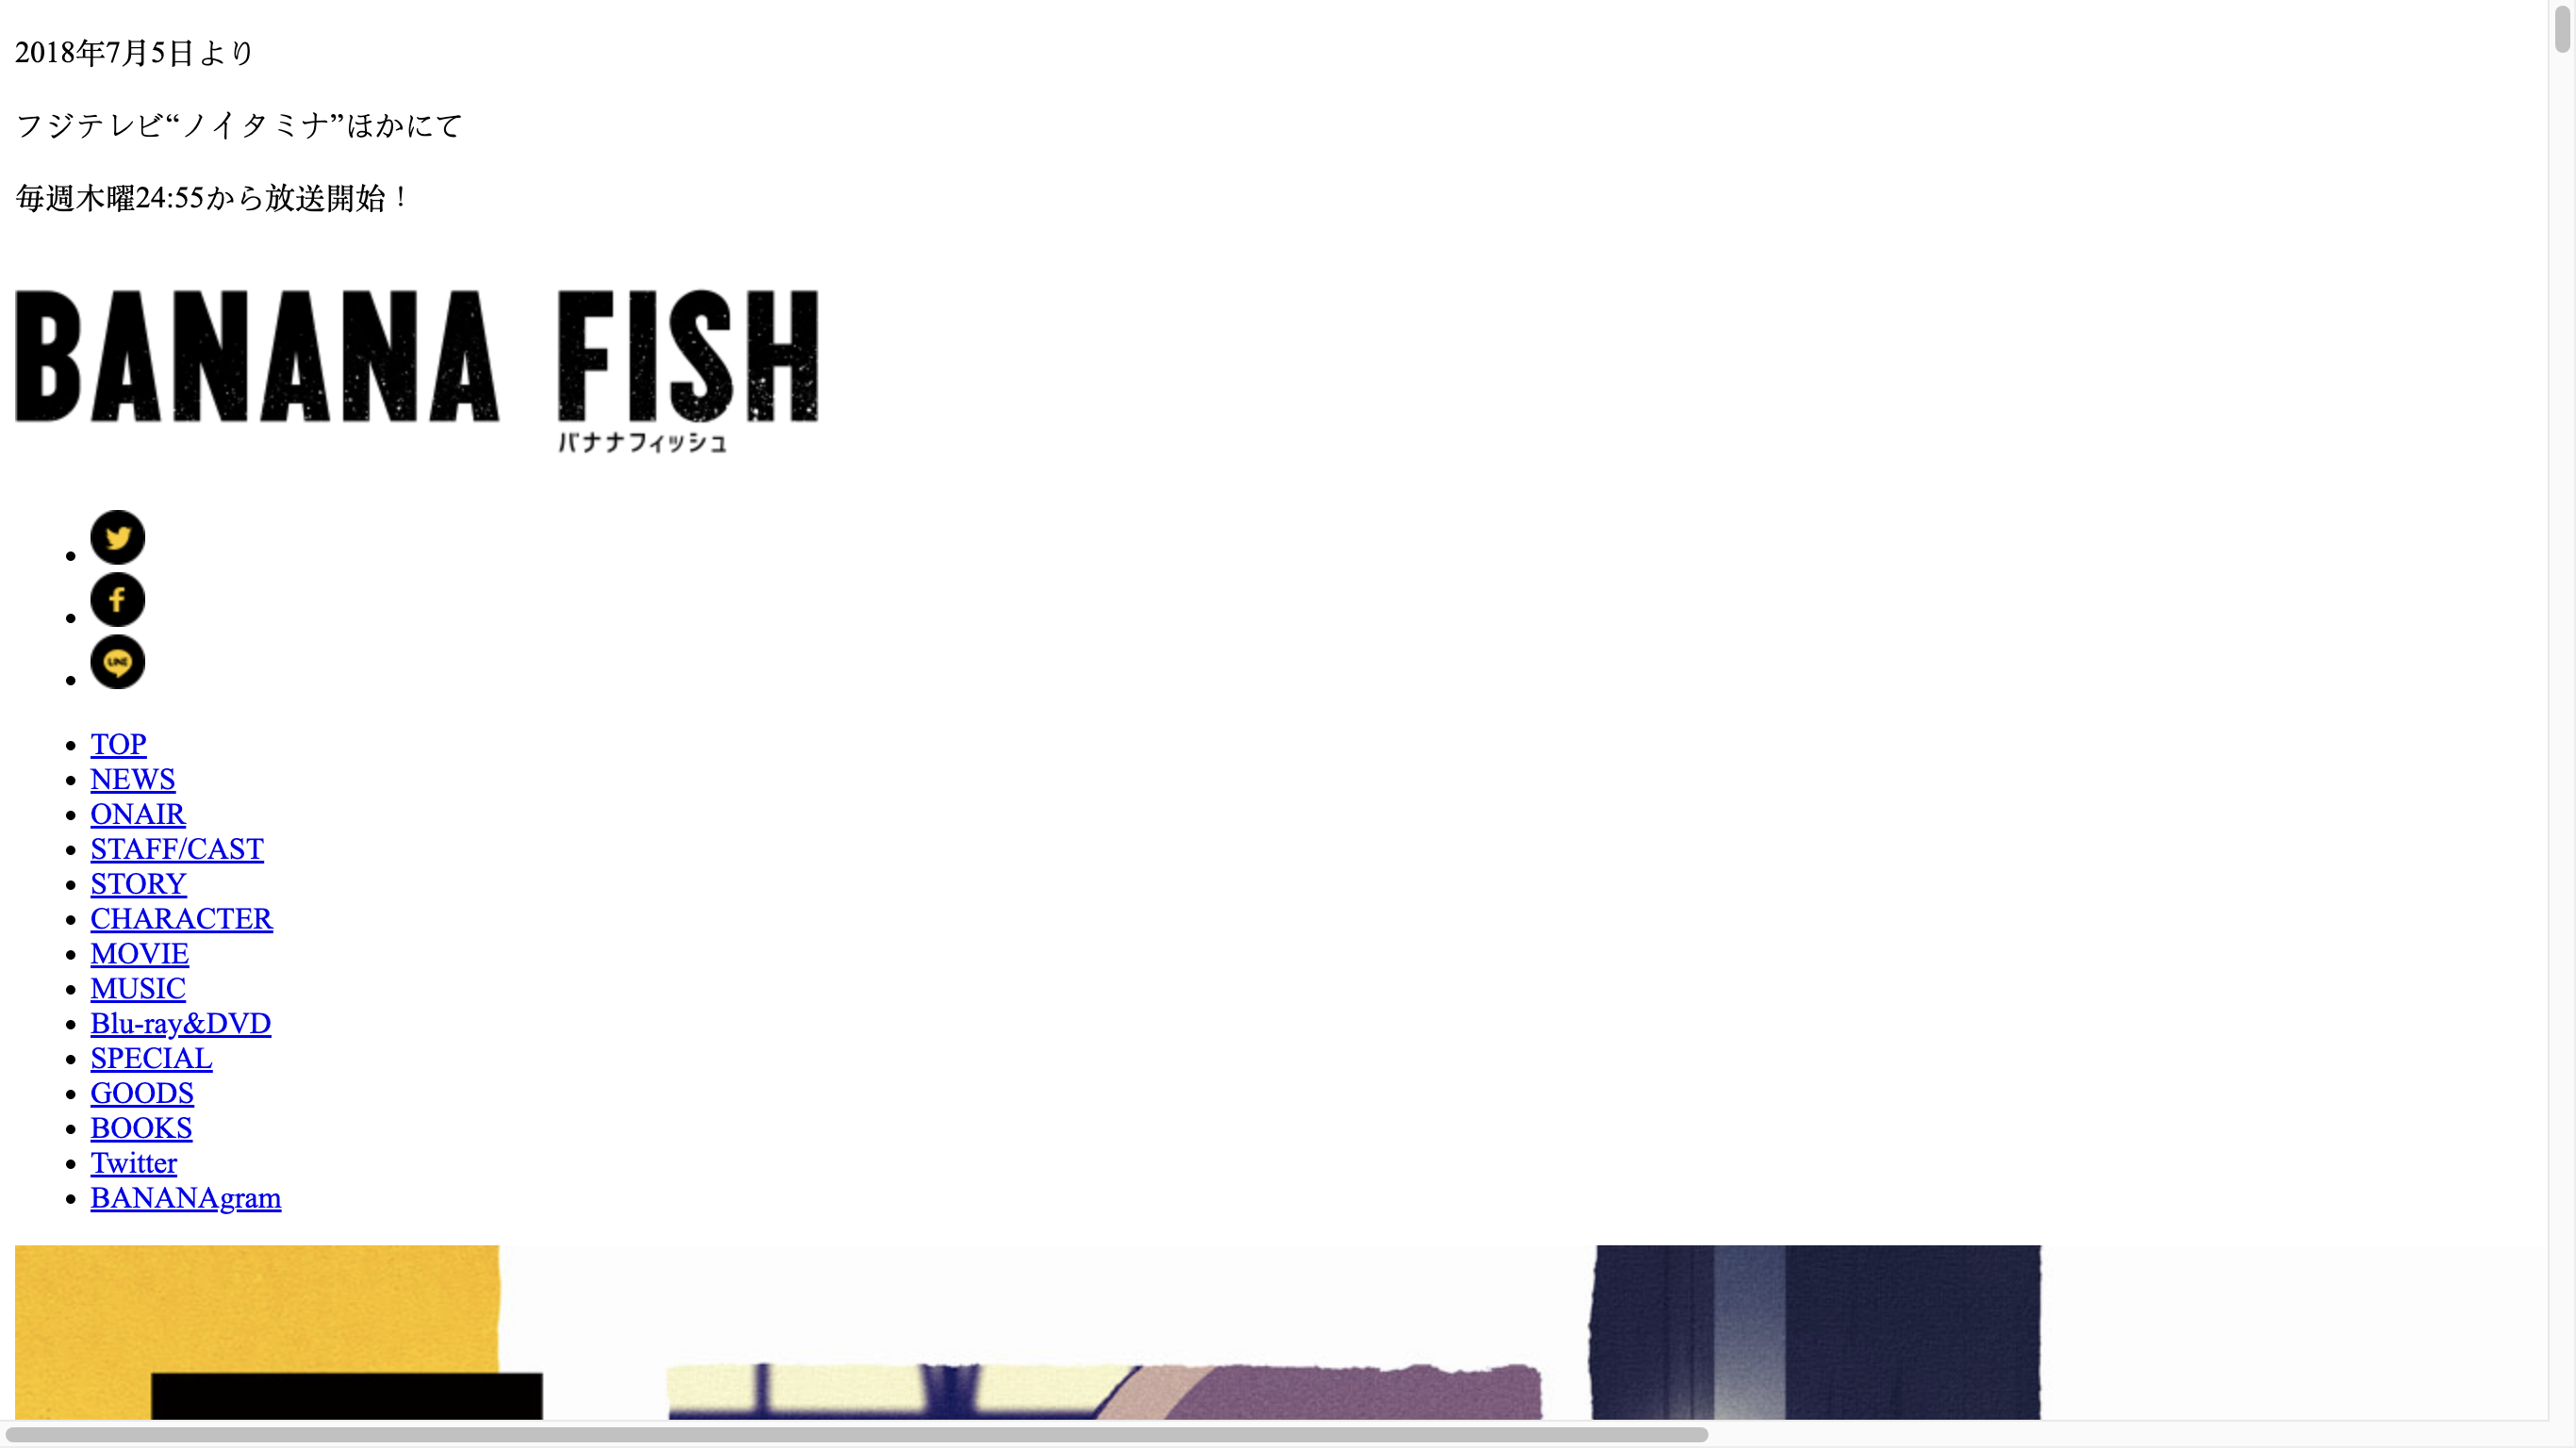 2018年7月5日より
フジテレビ“ノイタミナ”ほかにて
毎週木曜24:55から放送開始！
BANANA FISH
バナナフィッシュ
LINE
TOP
NEWS
ONAIR
STAFF/CAST
STORY
CHARACTER
MOVIE
MUSIC
Blu-ray&DVD
SPECIAL
GOODS
BOOKS
Twitter
BANANAgram